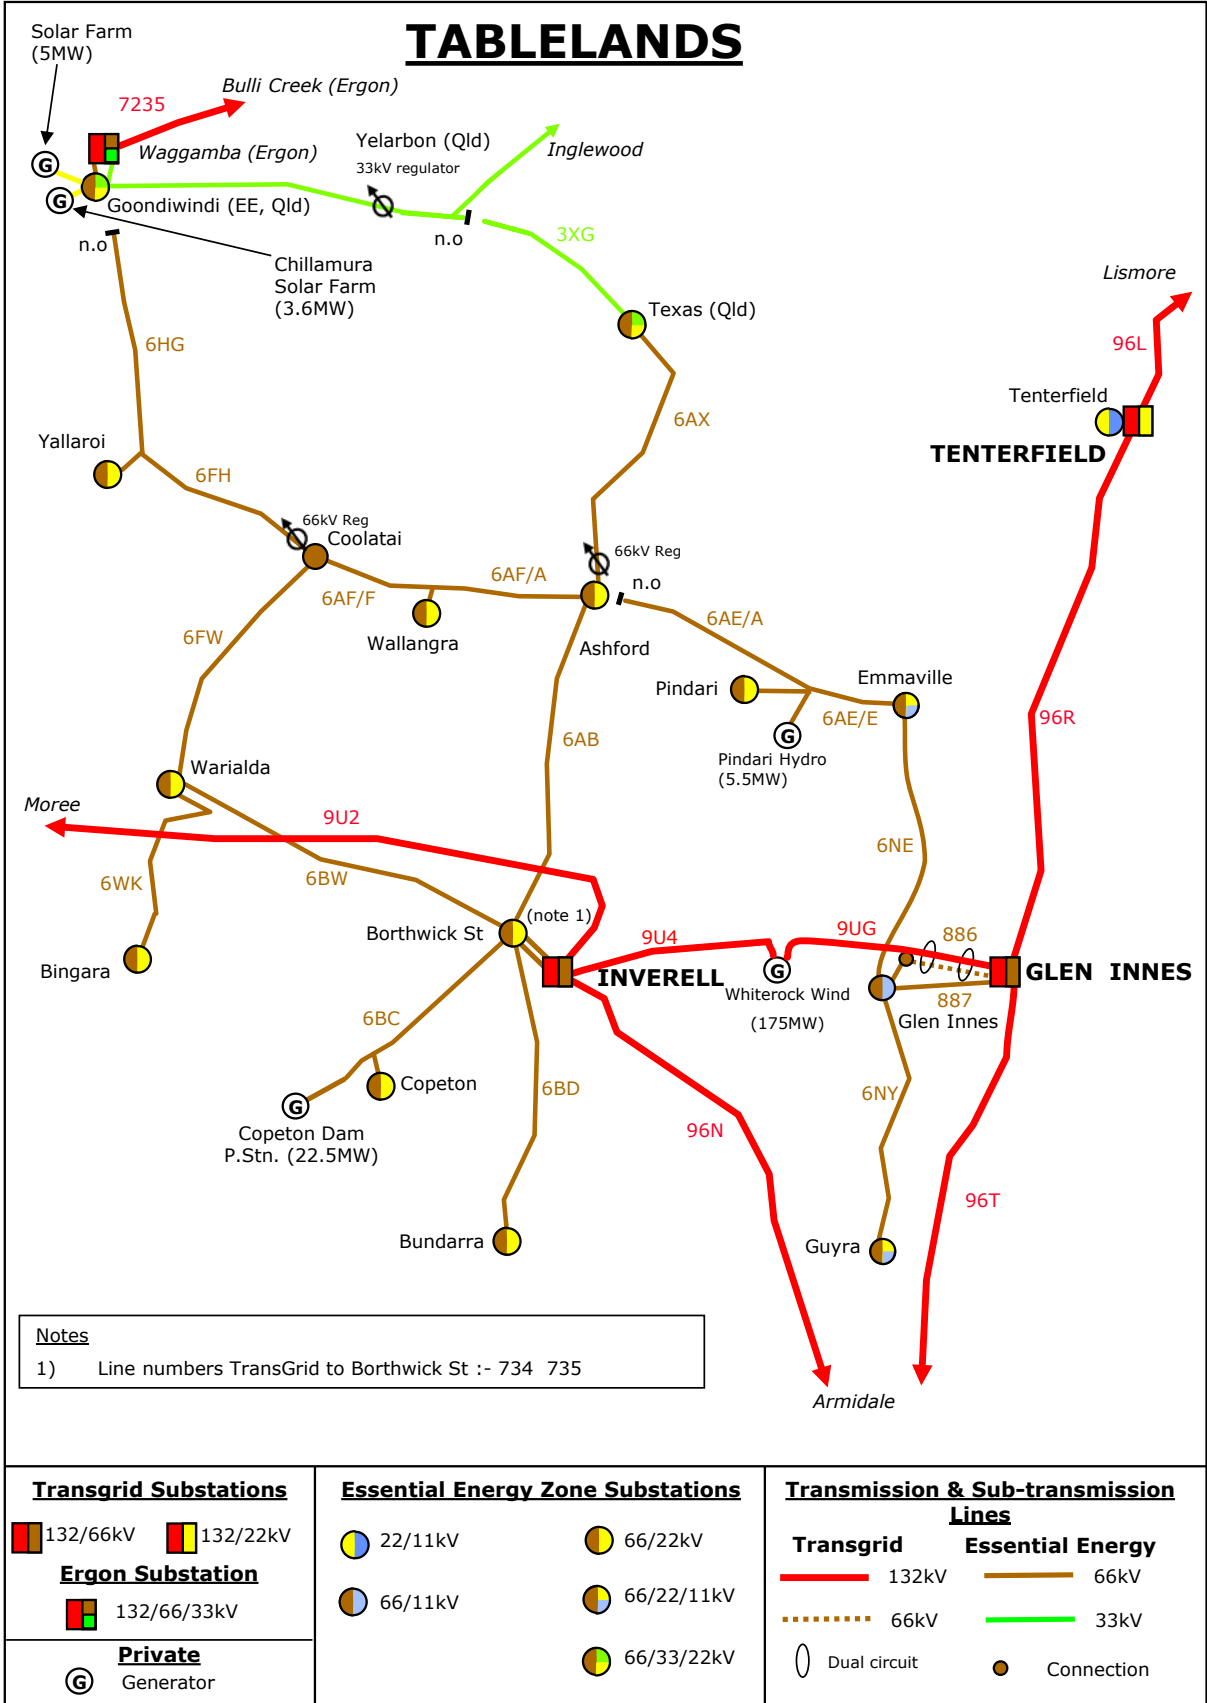 TABLELANDS
Solar Farm
(5MW)
7235
Bulli Creek (Ergon)
Waggamba (Ergon)
Yelarbon (Qld)
33kV regulator
Inglewood
G
G
Goondiwindi (EE, Qld)
n.o
n.o
3XG
Chillamura
Solar Farm
(3.6MW)
Lismore
Texas (Qld)
6HG
96L
Tenterfield
6AX
Yallaroi
TENTERFIELD
6FH
66kV Reg
Coolatai
66kV Reg
6AF/A
n.o
6AF/F
6AE/A
6FW
Wallangra
Ashford
Pindari
Emmaville
6AE/E
96R
G
6AB
Pindari Hydro
(5.5MW)
Warialda
Moree
9U2
6NE
6WK
6BW
(note 1)
Borthwick St
9U4
9UG
886
Bingara
INVERELL
G
GLEN INNES
Whiterock Wind
(175MW)
887
Glen Innes
6BC
Copeton
6BD
6NY
G
Copeton Dam
P.Stn. (22.5MW)
96N
96T
Bundarra
Guyra
Notes
1) Line numbers TransGrid to Borthwick St :- 734 735
Armidale
Transgrid Substations
132/66kV
132/22kV
Ergon Substation
132/66/33kV
Private
G
Generator
Essential Energy Zone Substations
22/11kV
66/22kV
66/11kV
66/22/11kV
66/33/22kV
Transmission & Sub-transmission
Lines
Transgrid
Essential Energy
132kV
66kV
66kV
33kV
Dual circuit
Connection